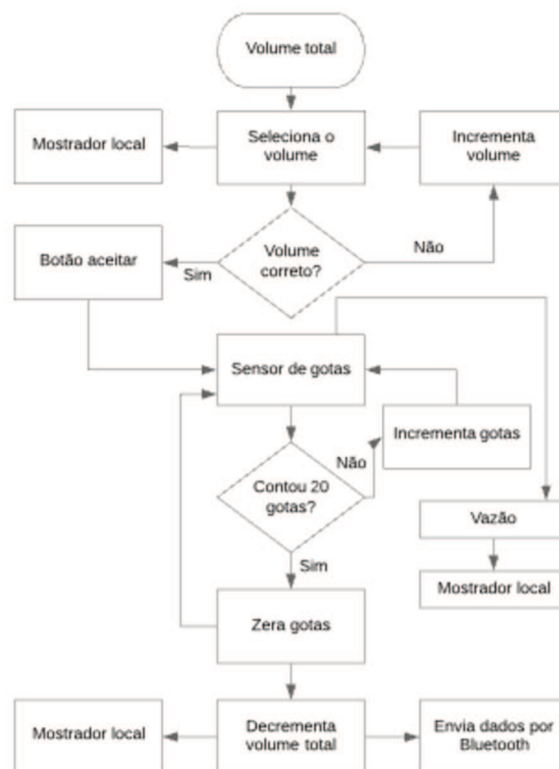 Volume total
Mostrador local
Seleciona o
volume
Incrementa
volume
Volume
correto?
Não
Sim
Botão aceitar
Sensor de gotas
Incrementa gotas
Não
Contou 20
gotas?
Vazão
Sim
Mostrador local
Zera gotas
Mostrador local
Decrementa
volume total
Envia dados por
Bluetooth